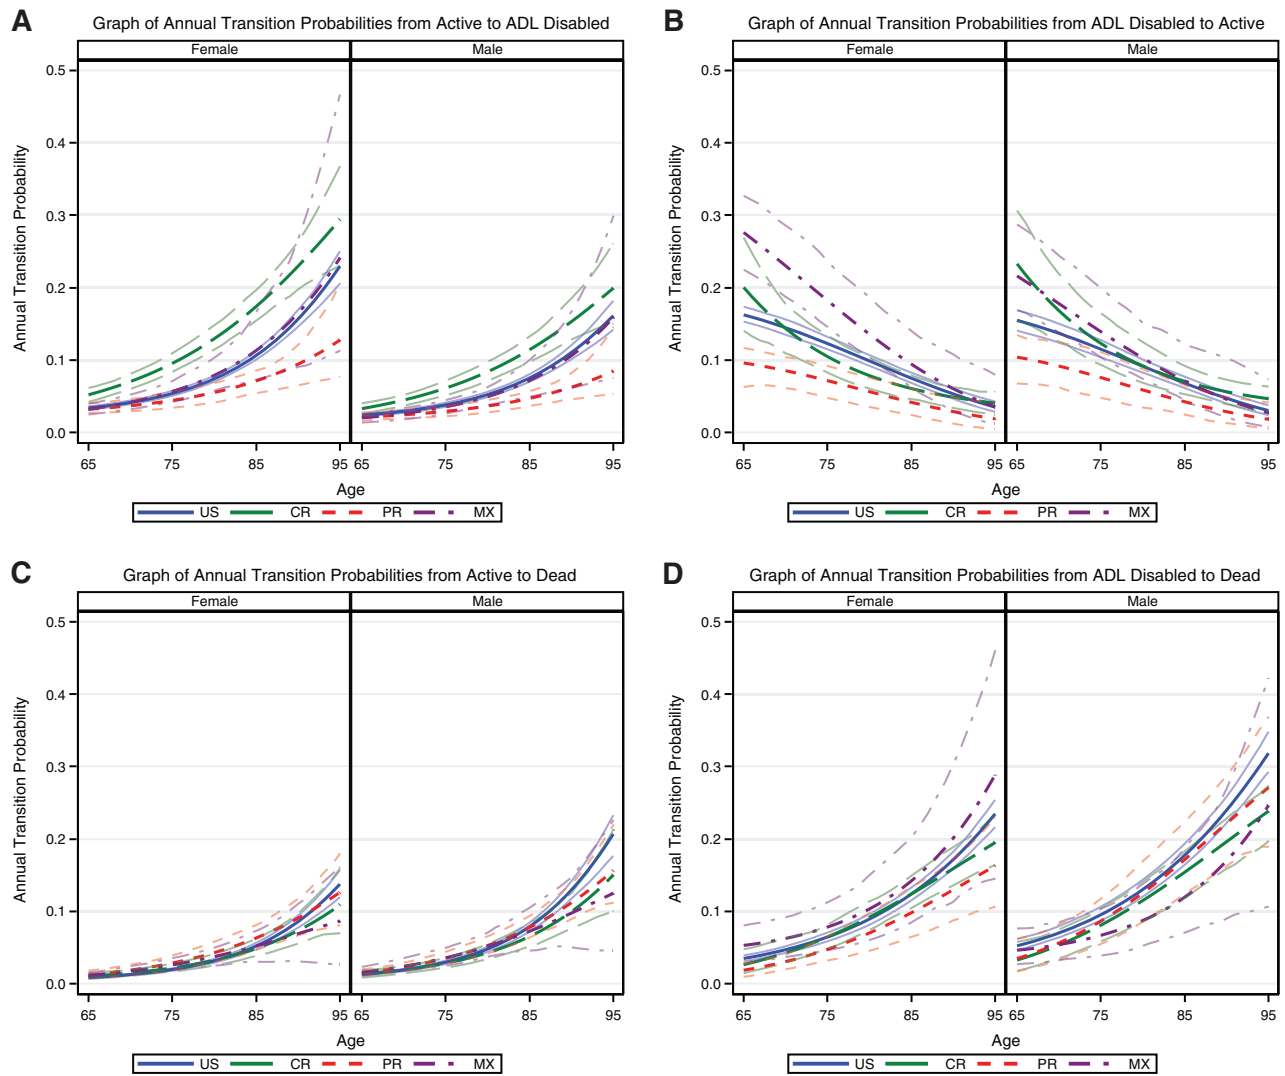 A
Graph of Annual Transition Probabilities from Active to ADL Disabled
Female
Male
Annual Transition Probability
0.5
0.4
0.3
0.2
0.1
0.0
65 75 85 95 65 75 85 95
Age
US CR PR MX
B
Graph of Annual Transition Probabilities from ADL Disabled to Active
Female
Male
Annual Transition Probability
0.5
0.4
0.3
0.2
0.1
0.0
65 75 85 95 65 75 85 95
Age
US CR PR MX
C
Graph of Annual Transition Probabilities from Active to Dead
Female
Male
Annual Transition Probability
0.5
0.4
0.3
0.2
0.1
0.0
65 75 85 95 65 75 85 95
Age
US CR PR MX
D
Graph of Annual Transition Probabilities from ADL Disabled to Dead
Female
Male
Annual Transition Probability
0.5
0.4
0.3
0.2
0.1
0.0
65 75 85 95 65 75 85 95
Age
US CR PR MX